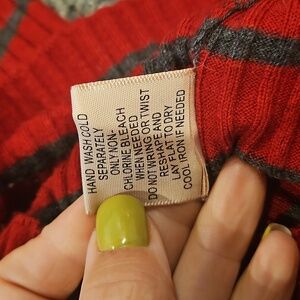 HAND WASH COLD
SEPARATELY
ONLY NON-
CHLORINE BLEACH
WHEN NEEDED
DO NOT WRING OR TWIST
RESHAPE AND
LAY FLAT TO DRY
COOL IRON IF NEEDED